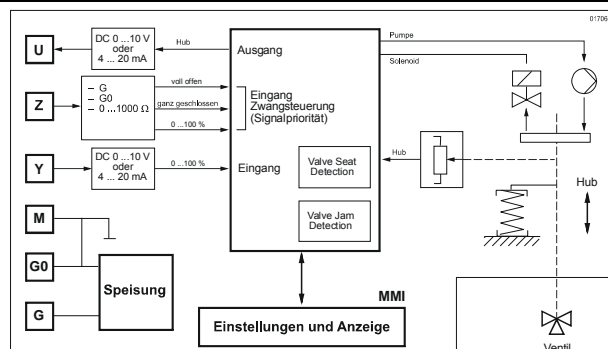 01706
U
DC 0 ...10 V
oder
4 ... 20 mA
Hub
Ausgang
Pumpe
Solenoid
Z
– G
– G0
– 0...1000 Ω
voll offen
ganz geschlossen
0 ...100 %
Eingang
Zwangsteuerung
(Signalpriorität)
Y
DC 0 ...10 V
oder
4 ... 20 mA
0 ...100 %
Eingang
Valve Seat
Detection
Valve Jam
Detection
Hub
Hub
M
G0
G
Speisung
MMI
Einstellungen und Anzeige
Ventil